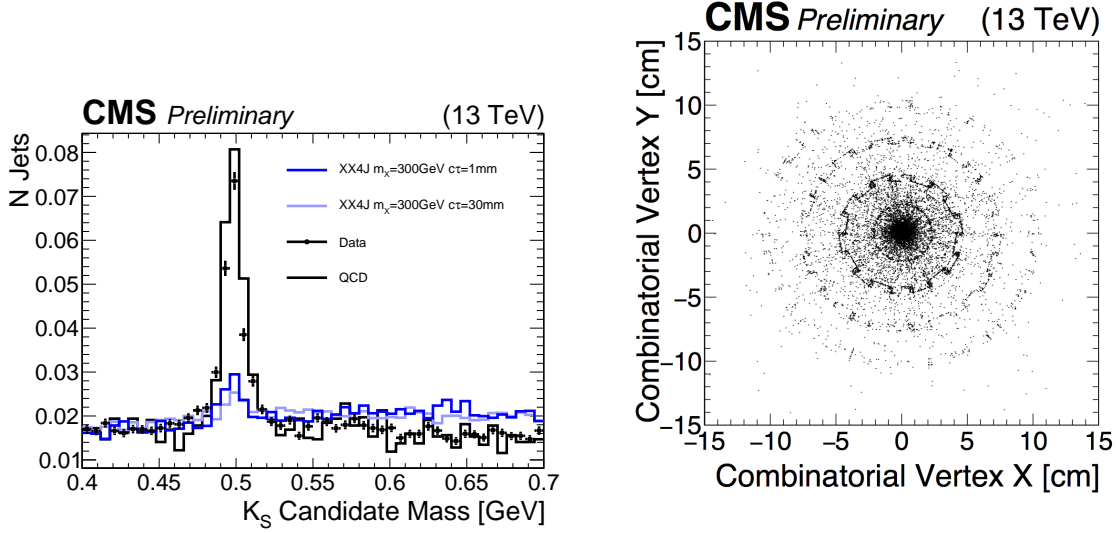 CMS Preliminary (13 TeV)
N Jets
0.08
0.07
0.06
0.05
0.04
0.03
0.02
0.01
XX4J mX=300GeV cτ=1mm
XX4J mX=300GeV cτ=30mm
Data
QCD
0.4 0.45 0.5 0.55 0.6 0.65 0.7
KS Candidate Mass [GeV]
CMS Preliminary (13 TeV)
Combinatorial Vertex Y [cm]
15
10
5
0
−5
−10
−15
−15 −10 −5 0 5 10 15
Combinatorial Vertex X [cm]